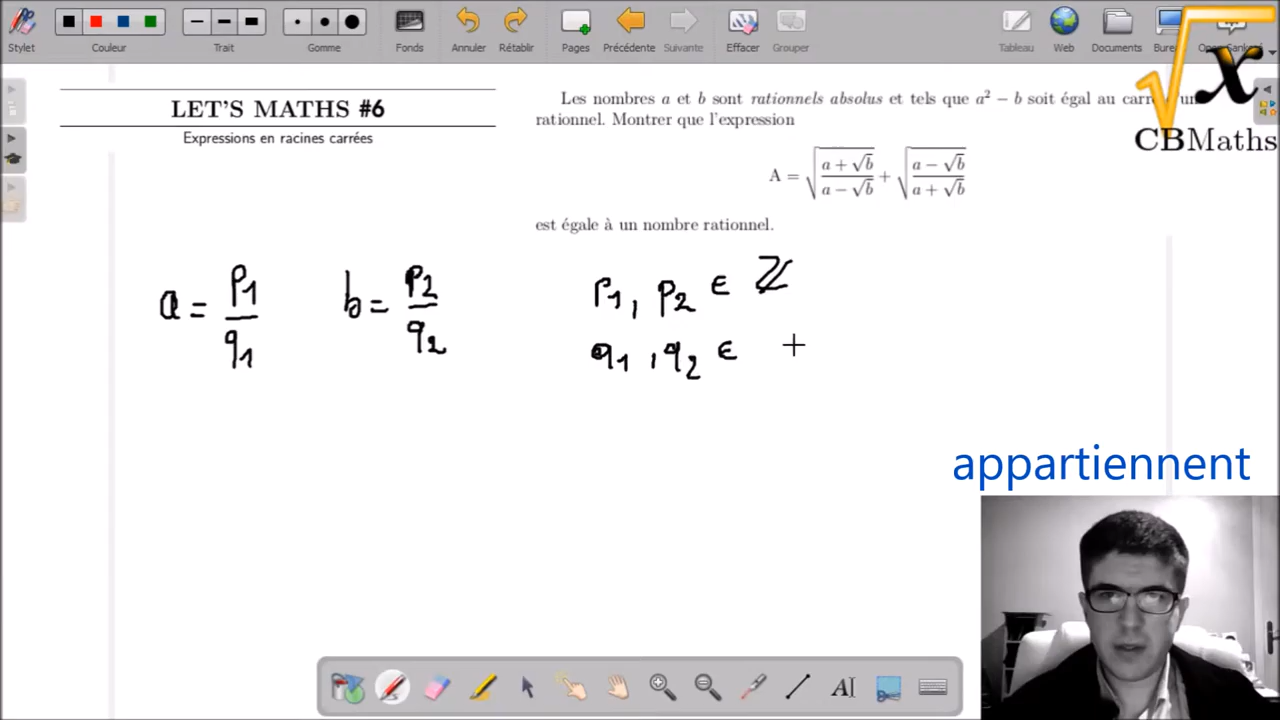 Stylet Couleur Trait Gomme Fonds Annuler Rétablir Pages Précédente Suivante Effacer Grouper Tableau Web Documents
LET'S MATHS #6
Expressions en racines carrées
Les nombres a et b sont rationnels absolus et tels que a² − b soit égal au
rationnel. Montrer que l'expression
A = √((a + √b)/(a − √b)) + √((a − √b)/(a + √b))
est égale à un nombre rationnel.
x
CBMaths
a = p1/q1 b = p2/q2 p1, p2 ∈ ℤ
q1, q2 ∈
appartiennent
AI